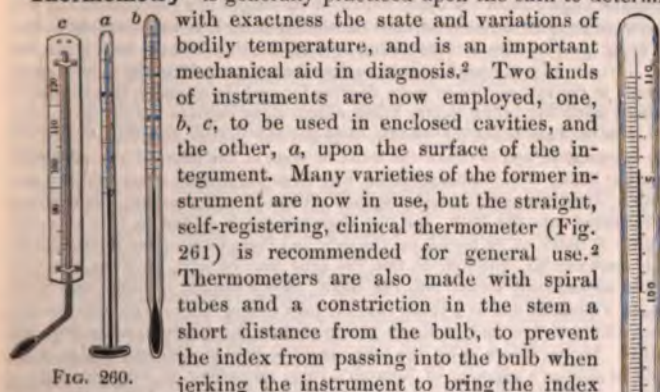 c a b
with exactness the state and variations of
bodily temperature, and is an important
mechanical aid in diagnosis.² Two kinds
of instruments are now employed, one,
b, c, to be used in enclosed cavities, and
the other, a, upon the surface of the in-
tegument. Many varieties of the former in-
strument are now in use, but the straight,
self-registering, clinical thermometer (Fig.
261) is recommended for general use.²
Thermometers are also made with spiral
tubes and a constriction in the stem a
short distance from the bulb, to prevent
the index from passing into the bulb when
jerking the instrument to bring the index
FIG. 260.
110
5
100